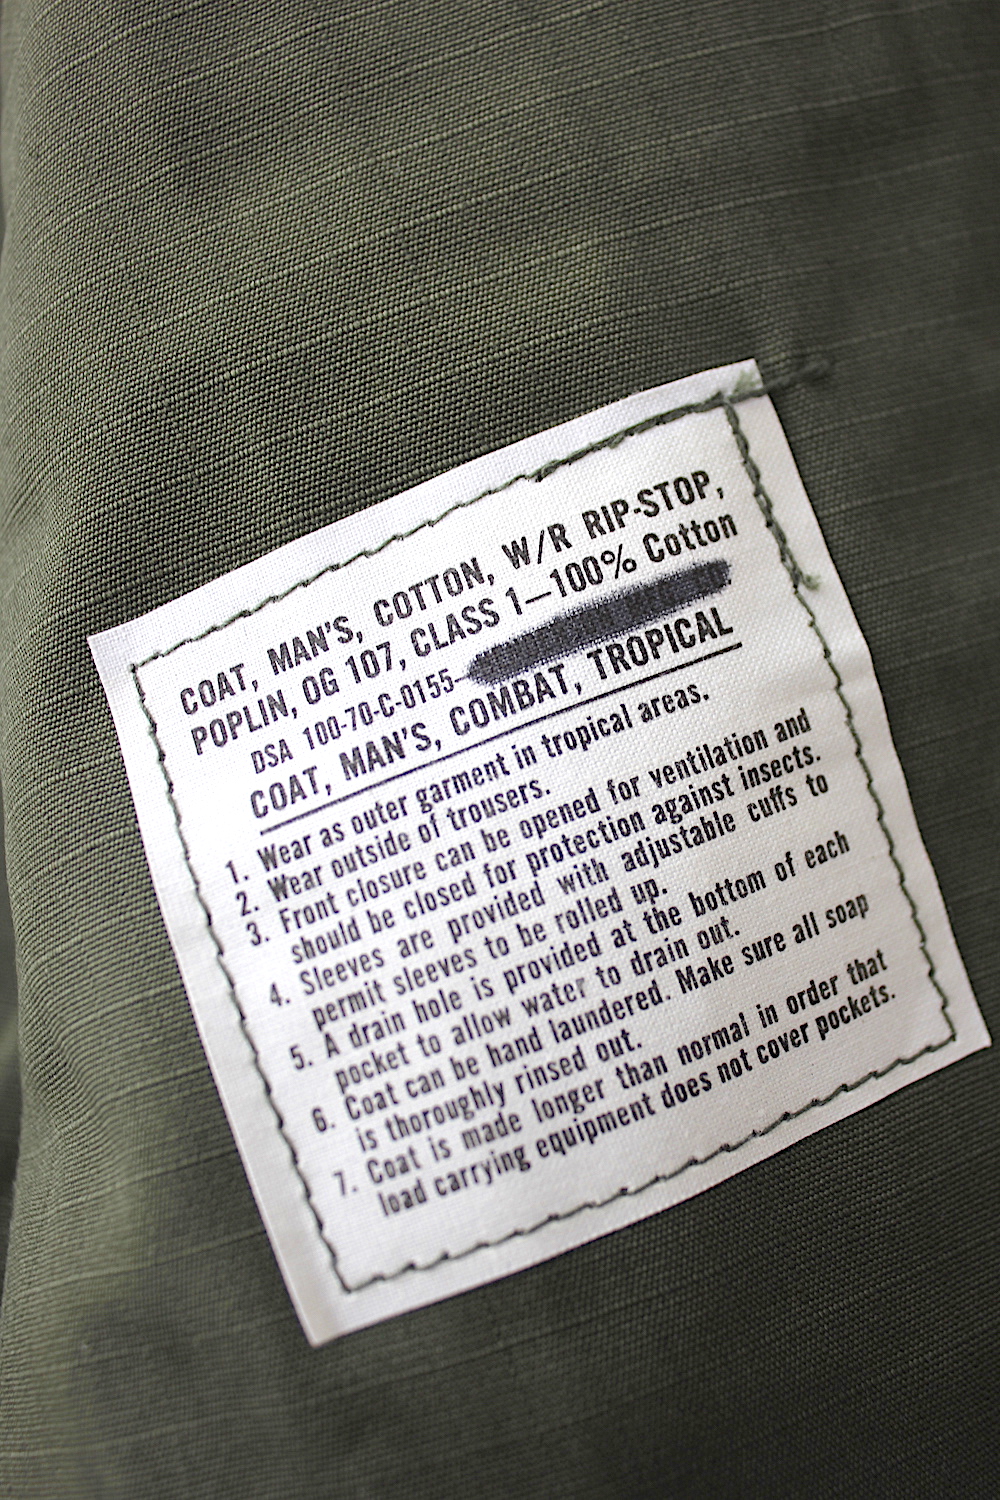 COAT, MAN'S, COTTON, W/R RIP-STOP,
POPLIN, OG 107, CLASS 1—100% Cotton
DSA 100-70-C-0155-
COAT, MAN'S, COMBAT, TROPICAL
1. Wear as outer garment in tropical areas.
2. Wear outside of trousers.
3. Front closure can be opened for ventilation and
should be closed for protection against insects.
4. Sleeves are provided with adjustable cuffs to
permit sleeves to be rolled up.
5. A drain hole is provided at the bottom of each
pocket to allow water to drain out.
6. Coat can be hand laundered. Make sure all soap
is thoroughly rinsed out.
7. Coat is made longer than normal in order that
load carrying equipment does not cover pockets.